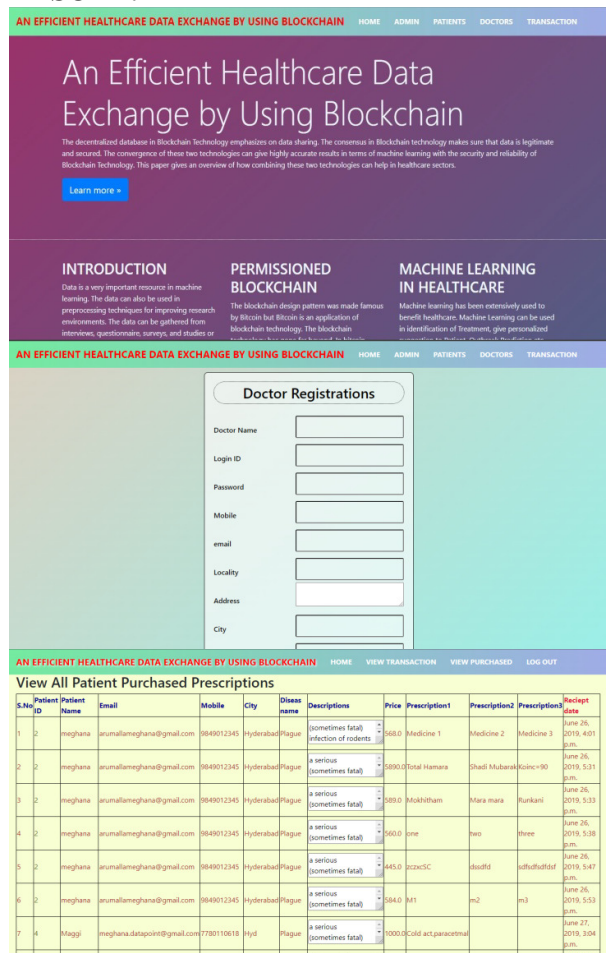 AN EFFICIENT HEALTHCARE DATA EXCHANGE BY USING BLOCKCHAIN HOME ADMIN PATIENTS DOCTORS TRANSACTION
An Efficient Healthcare Data
Exchange by Using Blockchain
The decentralized database in Blockchain Technology emphasizes on data sharing. The consensus in Blockchain technology makes sure that data is legitimate
and secured. The convergence of these two technologies can give highly accurate results in terms of machine learning with the security and reliability of
Blockchain Technology. This paper gives an overview of how combining these two technologies can help in healthcare sectors.
Learn more »
INTRODUCTION
Data is a very important resource in machine
learning. The data can also be used in
preprocessing techniques for improving research
environments. The data can be gathered from
interviews, questionnaire, surveys, and studies or
PERMISSIONED
BLOCKCHAIN
The blockchain design pattern was made famous
by Bitcoin but Bitcoin is an application of
blockchain technology. The blockchain
MACHINE LEARNING
IN HEALTHCARE
Machine learning has been extensively used to
benefit healthcare. Machine Learning can be used
in identification of Treatment, give personalized
AN EFFICIENT HEALTHCARE DATA EXCHANGE BY USING BLOCKCHAIN HOME ADMIN PATIENTS DOCTORS TRANSACTION
Doctor Registrations
Doctor Name
Login ID
Password
Mobile
email
Locality
Address
City
AN EFFICIENT HEALTHCARE DATA EXCHANGE BY USING BLOCKCHAIN HOME VIEW TRANSACTION VIEW PURCHASED LOG OUT
View All Patient Purchased Prescriptions
S.No Patient ID Patient Name Email Mobile City Diseas name Descriptions Price Prescription1 Prescription2 Prescription3 Reciept date
1 2 meghana arumallameghana@gmail.com 9849012345 Hyderabad Plague (sometimes fatal) infection of rodents 568.0 Medicine 1 Medicine 2 Medicine 3 June 26, 2019, 4:01 p.m.
2 2 meghana arumallameghana@gmail.com 9849012345 Hyderabad Plague a serious (sometimes fatal) 5890.0 Total Hamara Shadi Mubarak Koinc=90 June 26, 2019, 5:31 p.m.
3 2 meghana arumallameghana@gmail.com 9849012345 Hyderabad Plague a serious (sometimes fatal) 589.0 Mokhitham Mara mara Runkani June 26, 2019, 5:33 p.m.
4 2 meghana arumallameghana@gmail.com 9849012345 Hyderabad Plague a serious (sometimes fatal) 560.0 one two three June 26, 2019, 5:38 p.m.
5 2 meghana arumallameghana@gmail.com 9849012345 Hyderabad Plague a serious (sometimes fatal) 445.0 zczxcSC dssdfd sdfsdfsdfdsf June 26, 2019, 5:47 p.m.
6 2 meghana arumallameghana@gmail.com 9849012345 Hyderabad Plague a serious (sometimes fatal) 584.0 M1 m2 m3 June 26, 2019, 5:53 p.m.
7 4 Maggi meghana.datapoint@gmail.com 7780110618 Hyd Plague a serious (sometimes fatal) 1000.0 Cold act,paracetmal June 27, 2019, 3:04 p.m.